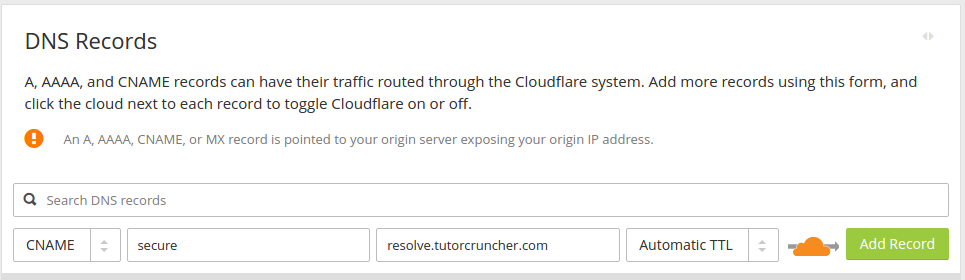 DNS Records
A, AAAA, and CNAME records can have their traffic routed through the Cloudflare system. Add more records using this form, and
click the cloud next to each record to toggle Cloudflare on or off.
An A, AAAA, CNAME, or MX record is pointed to your origin server exposing your origin IP address.
Search DNS records
CNAME secure resolve.tutorcruncher.com Automatic TTL Add Record